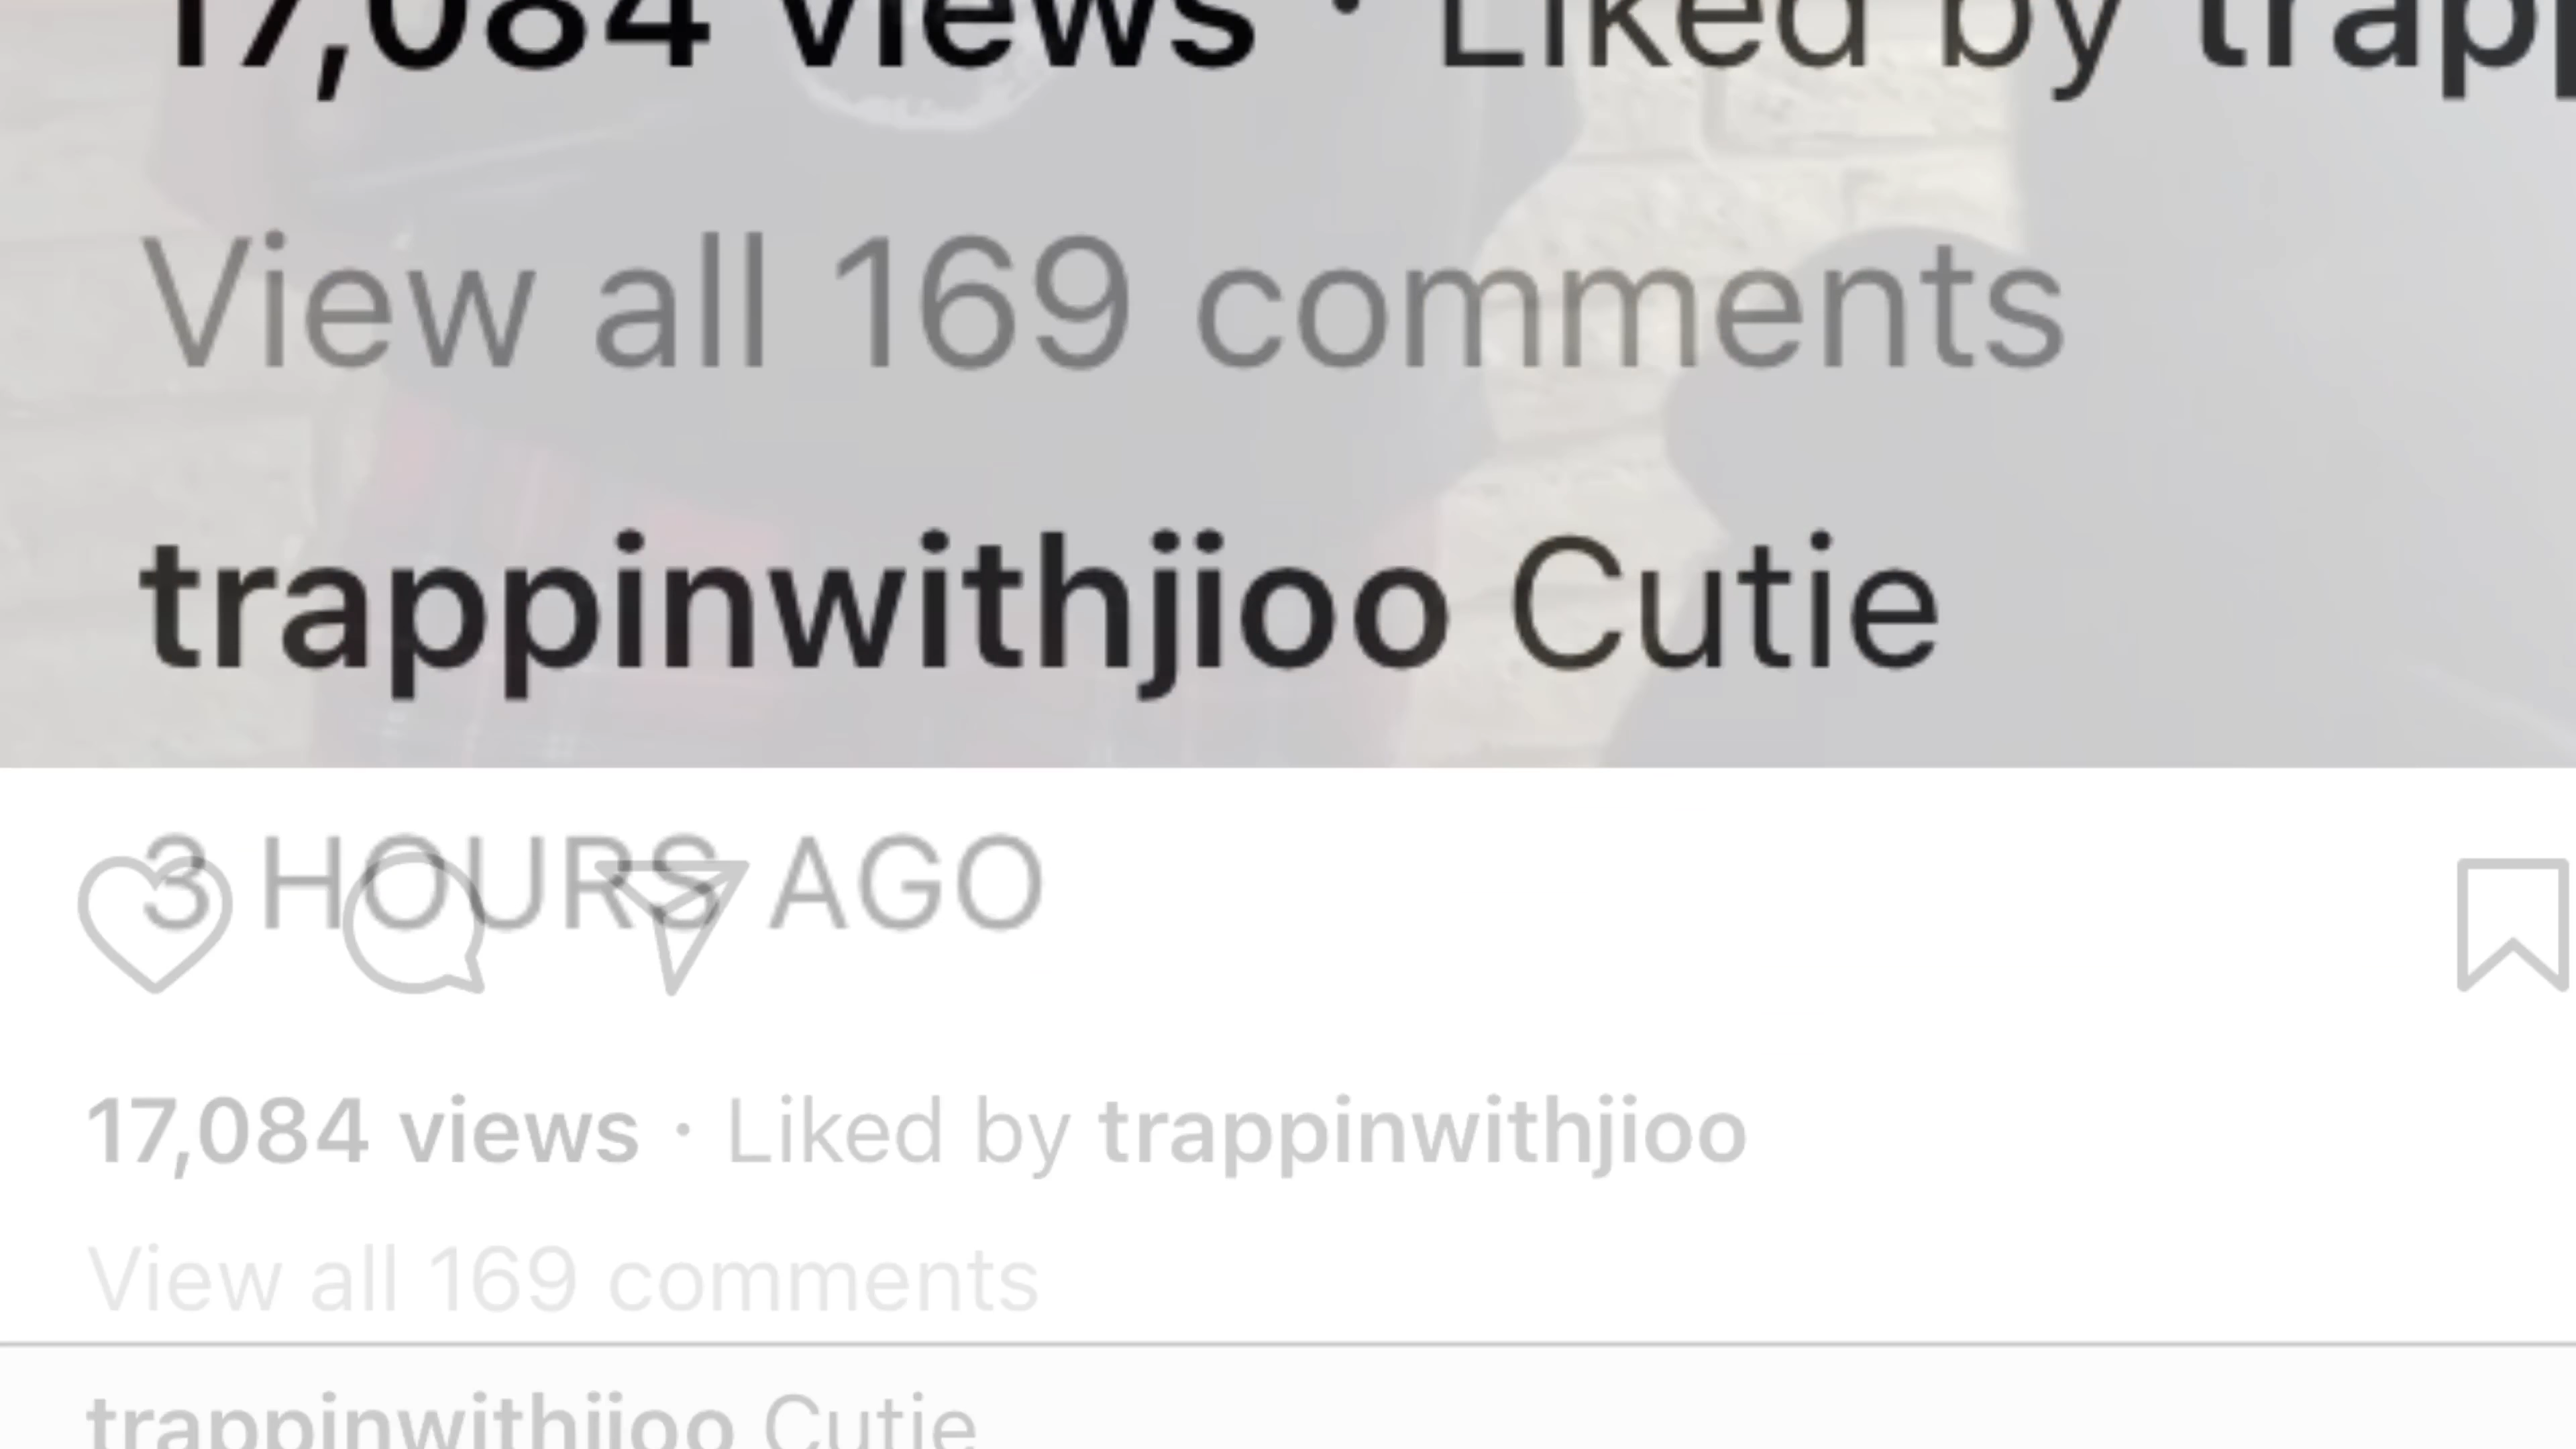 17,084 views · Liked by trapp
View all 169 comments
trappinwithjioo Cutie
3 HOURS AGO
17,084 views · Liked by trappinwithjioo
View all 169 comments
trappinwithjioo Cutie